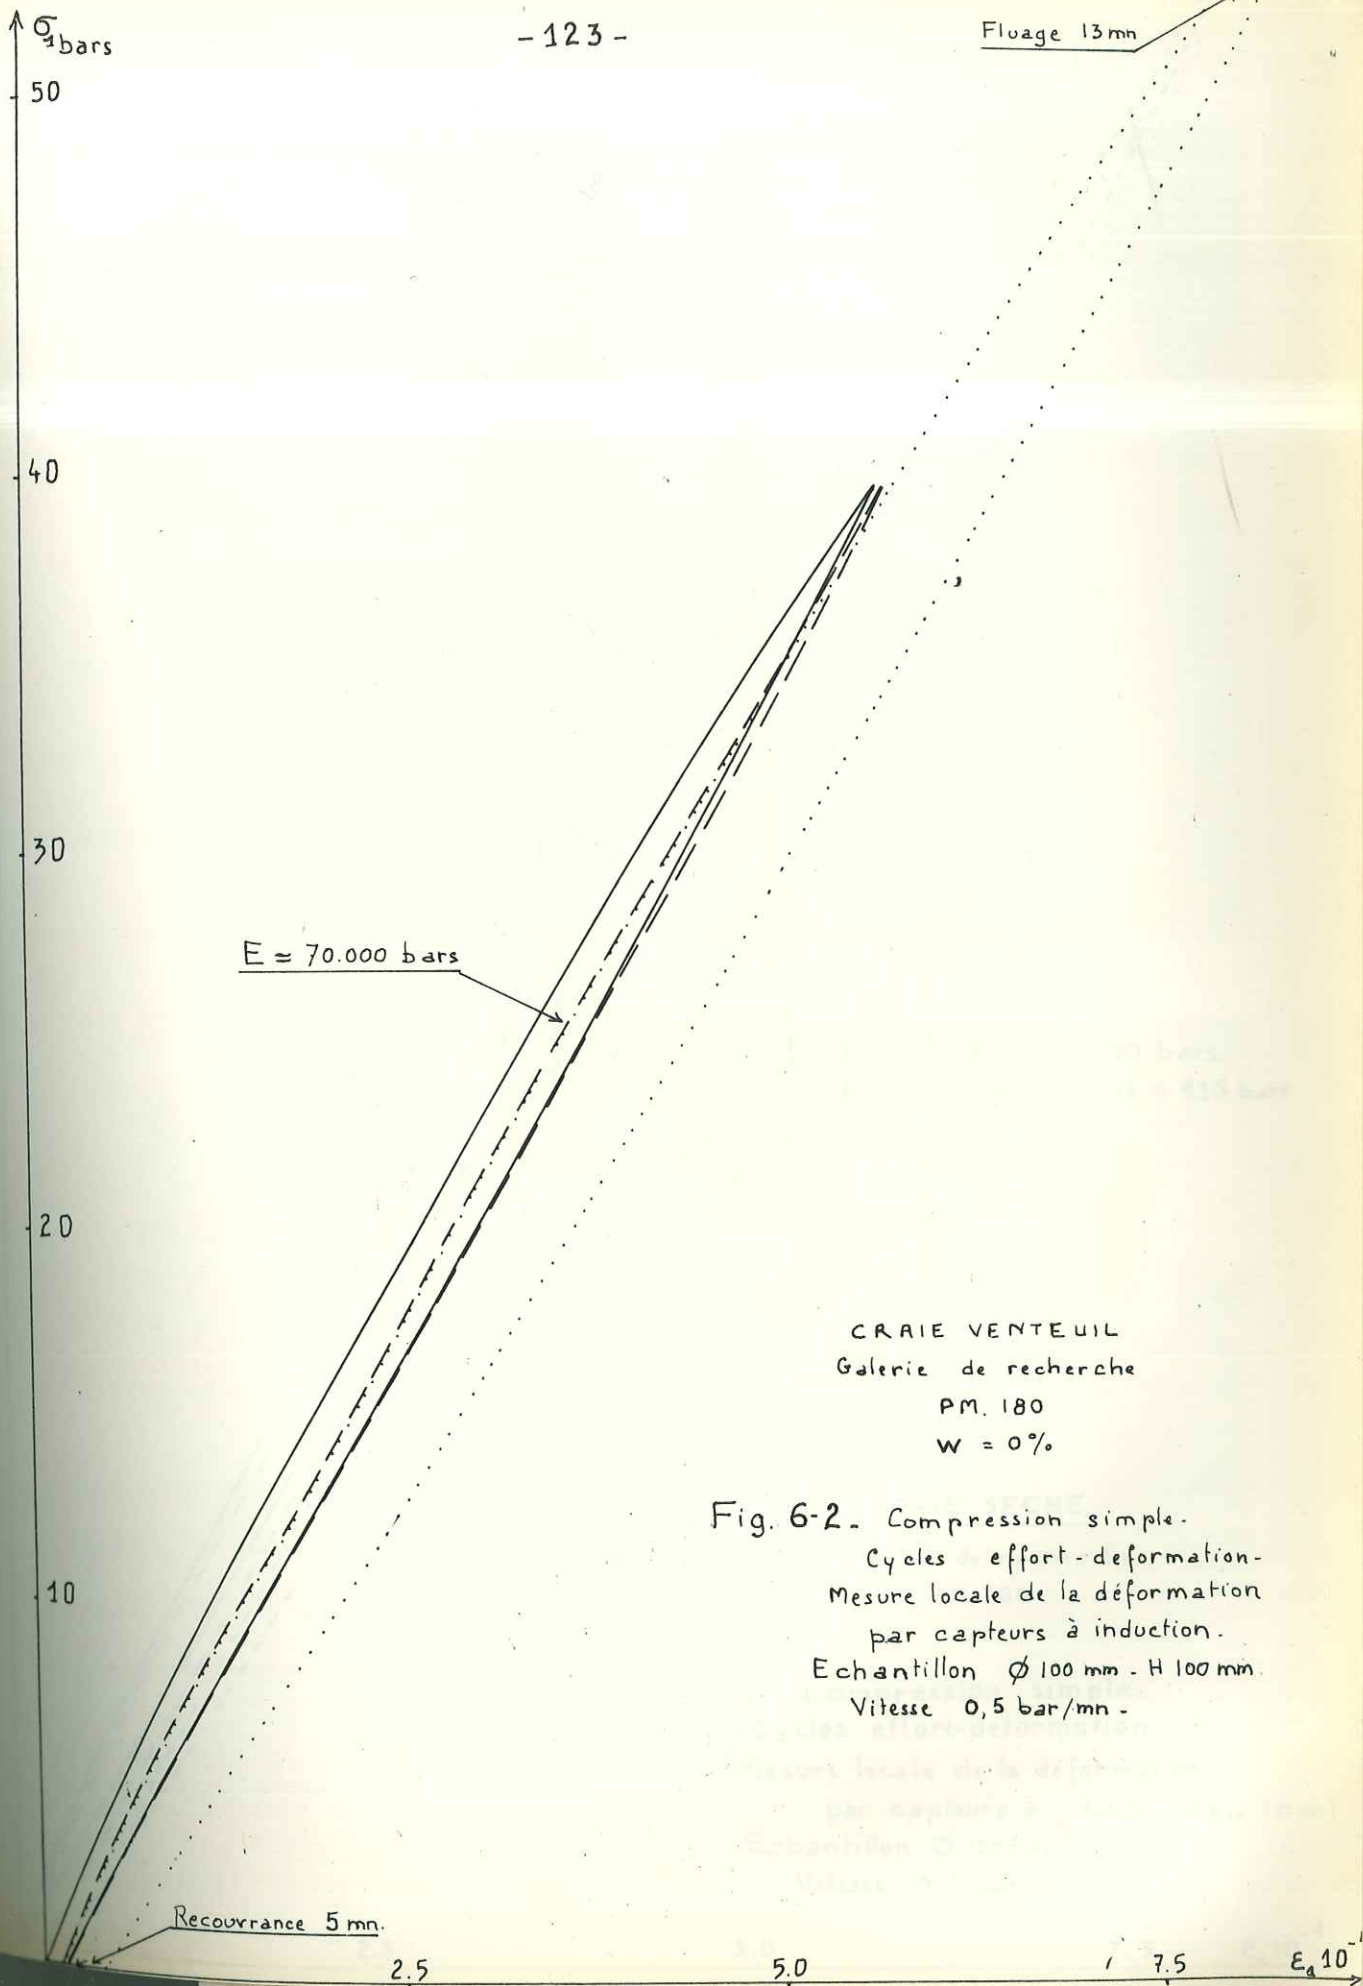 σ1 bars
- 123 -
Fluage 13 mn
50
40
30
E ≃ 70.000 bars
20
CRAIE VENTEUIL
Galerie de recherche
PM. 180
W = 0%
Fig. 6-2. Compression simple.
Cycles effort-deformation-
Mesure locale de la déformation
par capteurs à induction.
Echantillon Ø 100 mm - H 100 mm.
Vitesse 0,5 bar/mn -
10
Recouvrance 5 mn.
2.5
5.0
7.5